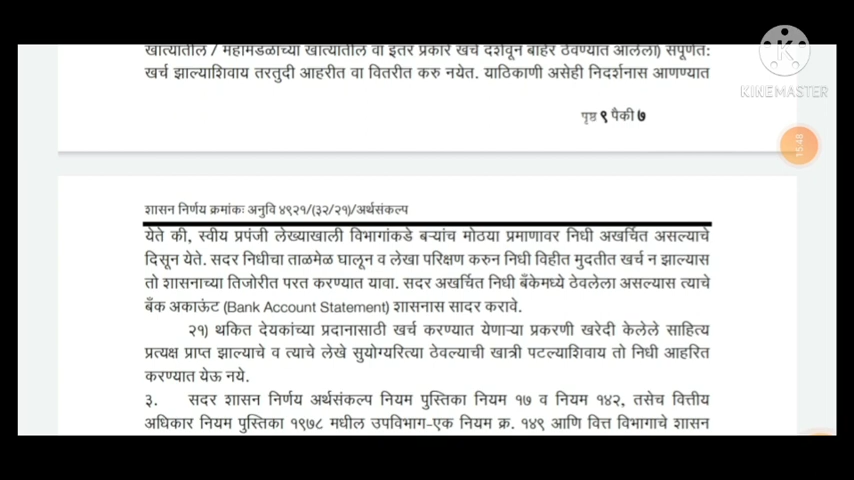 खात्यातील / महामंडळाच्या खात्यातील वा इतर प्रकारे खर्च दर्शवून बाहेर ठेवण्यात आलेला) संपूर्णत:
खर्च झाल्याशिवाय तरतुदी आहरीत वा वितरीत करु नयेत. याठिकाणी असेही निदर्शनास आणण्यात
KINEMASTER
पृष्ठ ९ पैकी ७
15:48
शासन निर्णय क्रमांकः अनुवि ४९२१/(३२/२१)/अर्थसंकल्प
येते की, स्वीय प्रपंजी लेख्याखाली विभागांकडे बऱ्यांच मोठया प्रमाणावर निधी अखर्चित असल्याचे
दिसून येते. सदर निधीचा ताळमेळ घालून व लेखा परिक्षण करुन निधी विहीत मुदतीत खर्च न झाल्यास
तो शासनाच्या तिजोरीत परत करण्यात यावा. सदर अखर्चित निधी बँकेमध्ये ठेवलेला असल्यास त्याचे
बँक अकाऊंट (Bank Account Statement) शासनास सादर करावे.
२१) थकित देयकांच्या प्रदानासाठी खर्च करण्यात येणाऱ्या प्रकरणी खरेदी केलेले साहित्य
प्रत्यक्ष प्राप्त झाल्याचे व त्याचे लेखे सुयोग्यरित्या ठेवल्याची खात्री पटल्याशिवाय तो निधी आहरित
करण्यात येऊ नये.
३. सदर शासन निर्णय अर्थसंकल्प नियम पुस्तिका नियम १७ व नियम १४२, तसेच वित्तीय
अधिकार नियम पुस्तिका १९७८ मधील उपविभाग-एक नियम क्र. १४९ आणि वित्त विभागाचे शासन